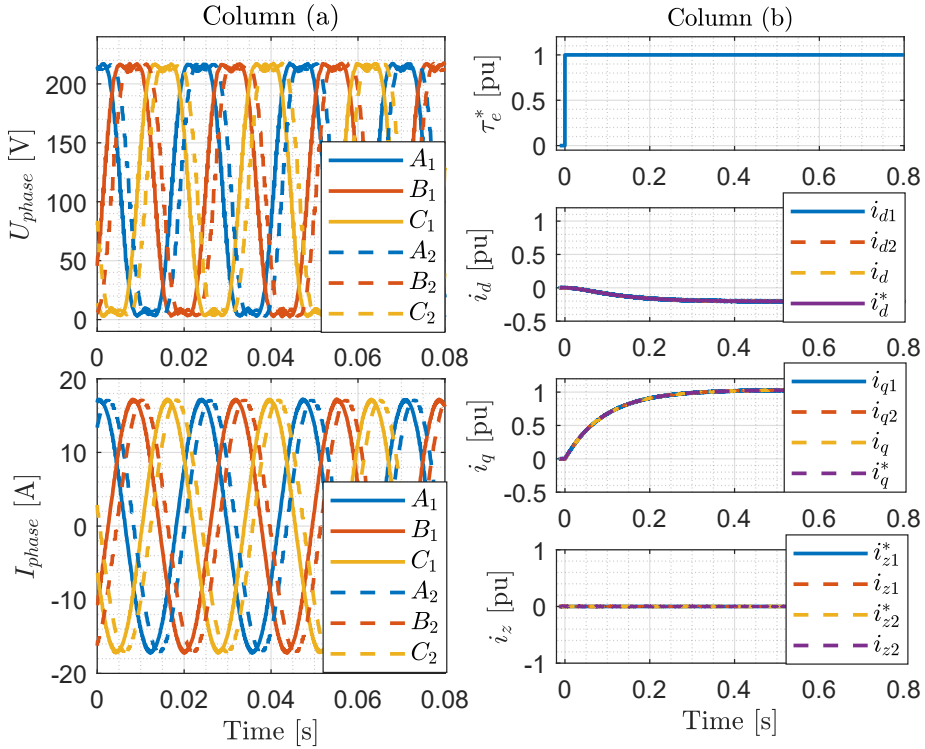 Column (a)
U_phase [V]
200
150
100
50
0
A_1
B_1
C_1
A_2
B_2
C_2
0 0.02 0.04 0.06 0.08
I_phase [A]
20
10
0
-10
-20
A_1
B_1
C_1
A_2
B_2
C_2
0 0.02 0.04 0.06 0.08
Time [s]
Column (b)
τ_e^* [pu]
1
0.5
0
0 0.2 0.4 0.6 0.8
i_d [pu]
1
0.5
0
-0.5
i_d1
i_d2
i_d
i_d^*
0 0.2 0.4 0.6 0.8
i_q [pu]
1
0.5
0
-0.5
i_q1
i_q2
i_q
i_q^*
0 0.2 0.4 0.6 0.8
i_z [pu]
1
0
-1
i_z1^*
i_z1
i_z2^*
i_z2
0 0.2 0.4 0.6 0.8
Time [s]